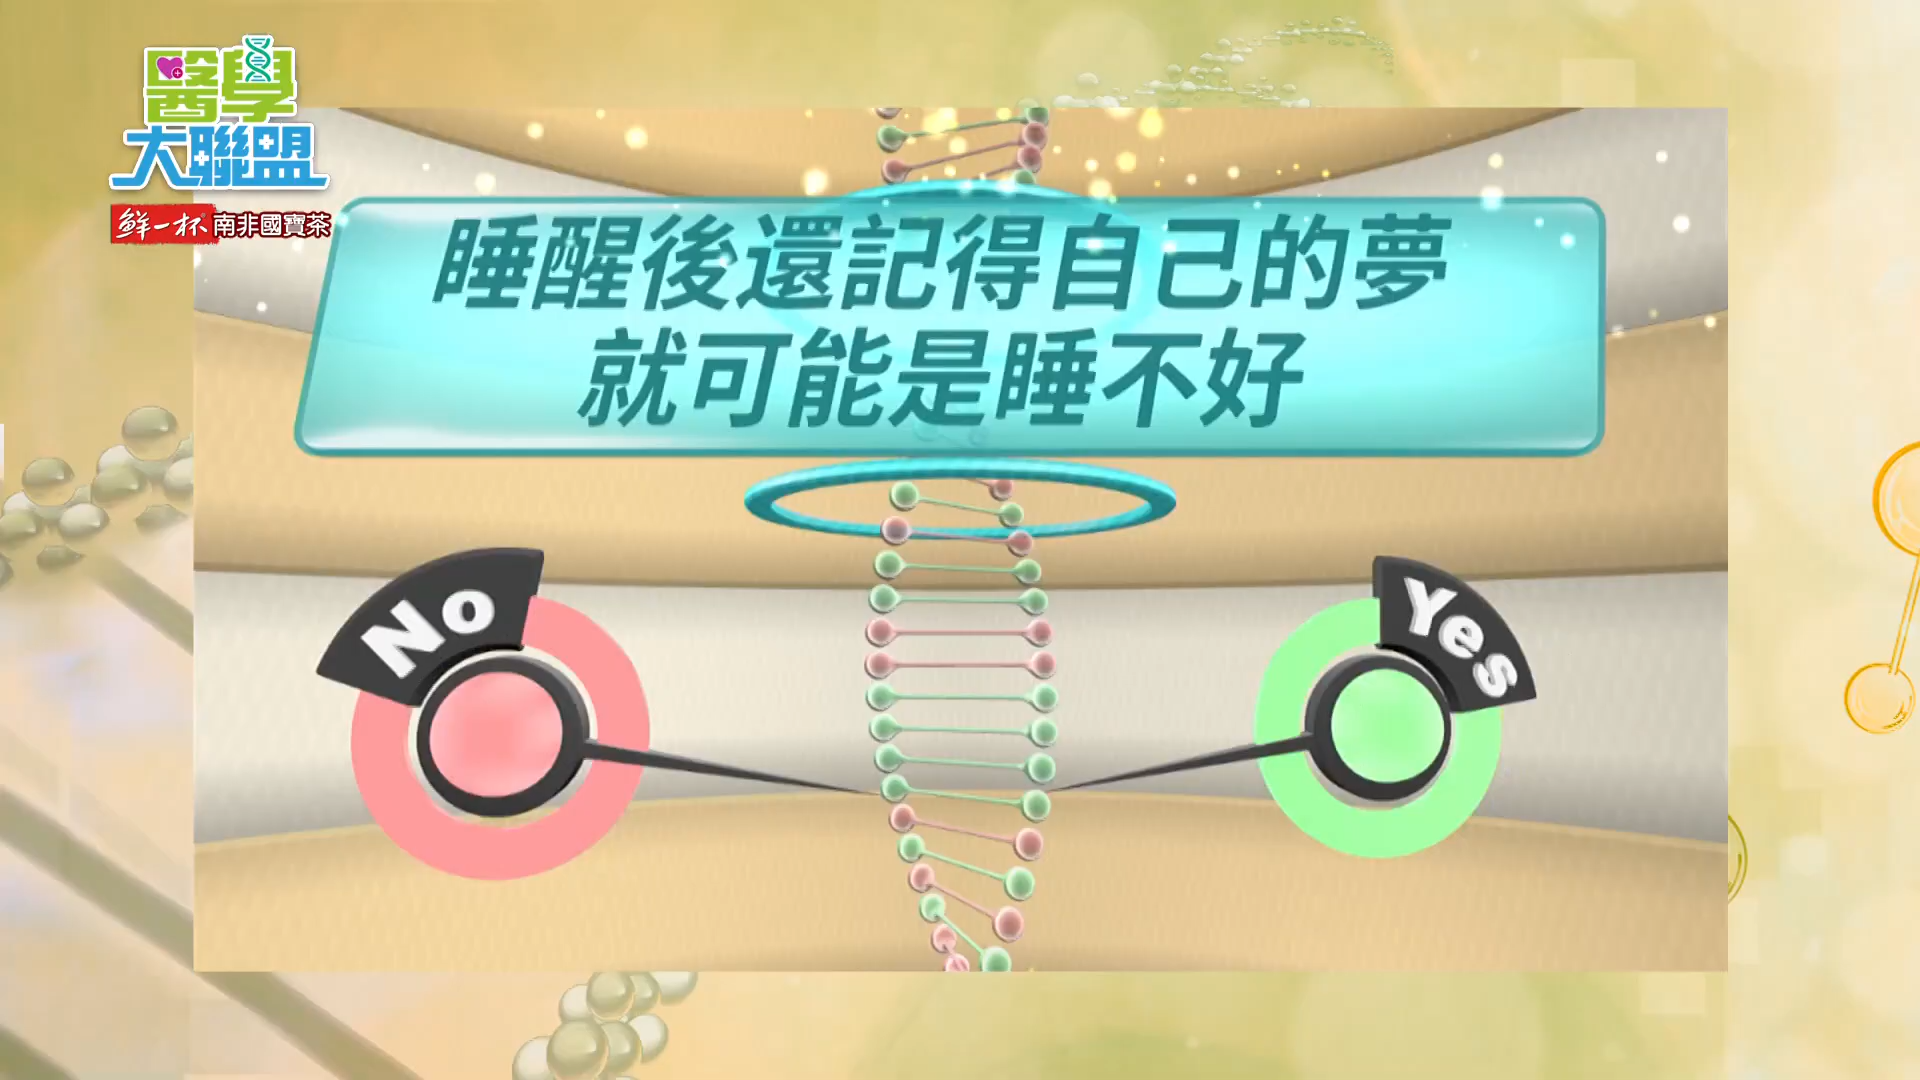 醫學
大聯盟
鮮一杯 南非國寶茶
睡醒後還記得自己的夢
就可能是睡不好
No
Yes